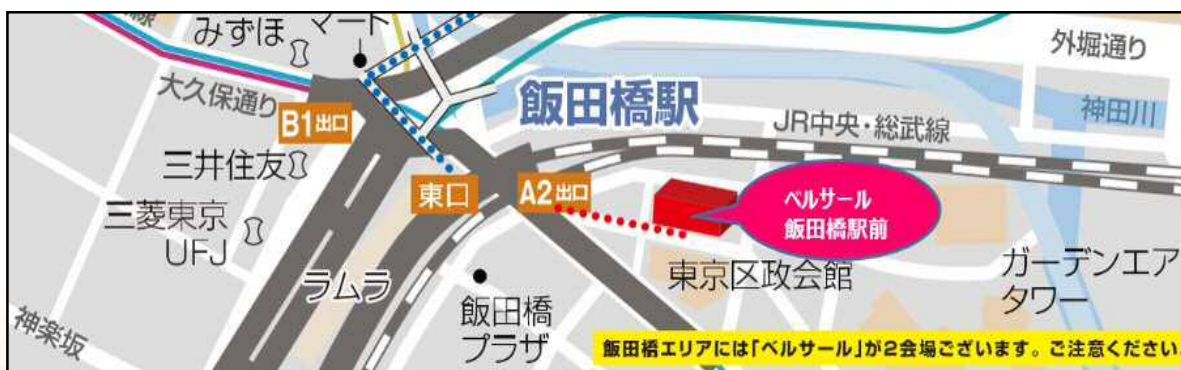 みずほ
マート
大久保通り
B1出口
三井住友
三菱東京
UFJ
神楽坂
ラムラ
東口
飯田橋駅
A2出口
飯田橋
プラザ
JR中央・総武線
外堀通り
神田川
ベルサール
飯田橋駅前
東京区政会館
ガーデンエア
タワー
飯田橋エリアには「ベルサール」が2会場ございます。ご注意ください。